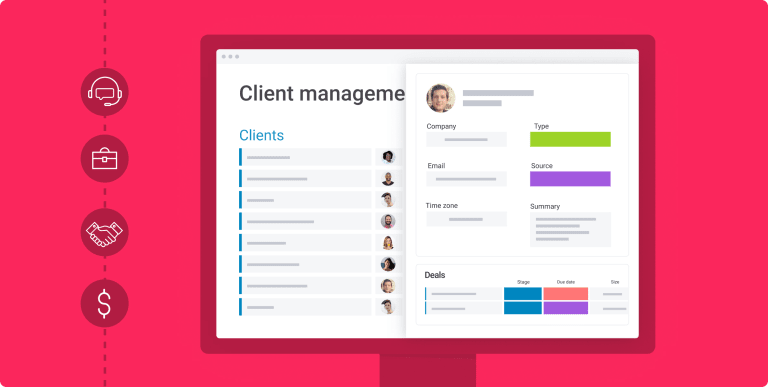 Client manageme
Clients
Company
Type
Email
Source
Time zone
Summary
Deals
Stage
Due date
Size
$